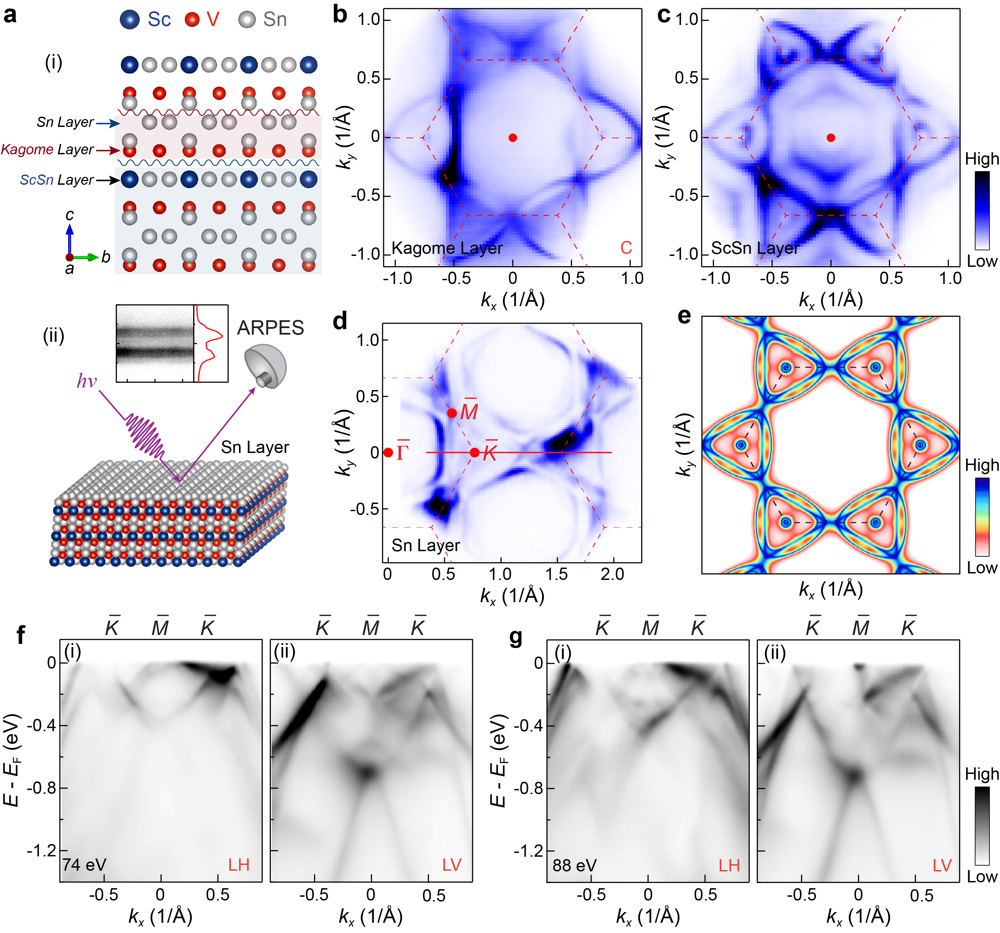 a
Sc V Sn
(i)
Sn Layer
Kagome Layer
ScSn Layer
c
b
a
(ii)
ARPES
hν
Sn Layer
b
1.0
0.5
0
-0.5
-1.0
ky (1/Å)
Kagome Layer
C
-1.0 -0.5 0 0.5 1.0
kx (1/Å)
c
1.0
0.5
0
-0.5
-1.0
ky (1/Å)
ScSn Layer
-1.0 -0.5 0 0.5 1.0
kx (1/Å)
High
Low
d
1.0
0.5
0
-0.5
ky (1/Å)
M̅
Γ̅
K̅
Sn Layer
0 0.5 1.0 1.5 2.0
kx (1/Å)
e
ky (1/Å)
kx (1/Å)
High
Low
f
K̅ M̅ K̅
(i)
0
-0.4
-0.8
-1.2
E - EF (eV)
74 eV
LH
-0.5 0 0.5
kx (1/Å)
K̅ M̅ K̅
(ii)
LV
-0.5 0 0.5
kx (1/Å)
g
K̅ M̅ K̅
(i)
0
-0.4
-0.8
-1.2
E - EF (eV)
88 eV
LH
-0.5 0 0.5
kx (1/Å)
K̅ M̅ K̅
(ii)
LV
-0.5 0 0.5
kx (1/Å)
High
Low